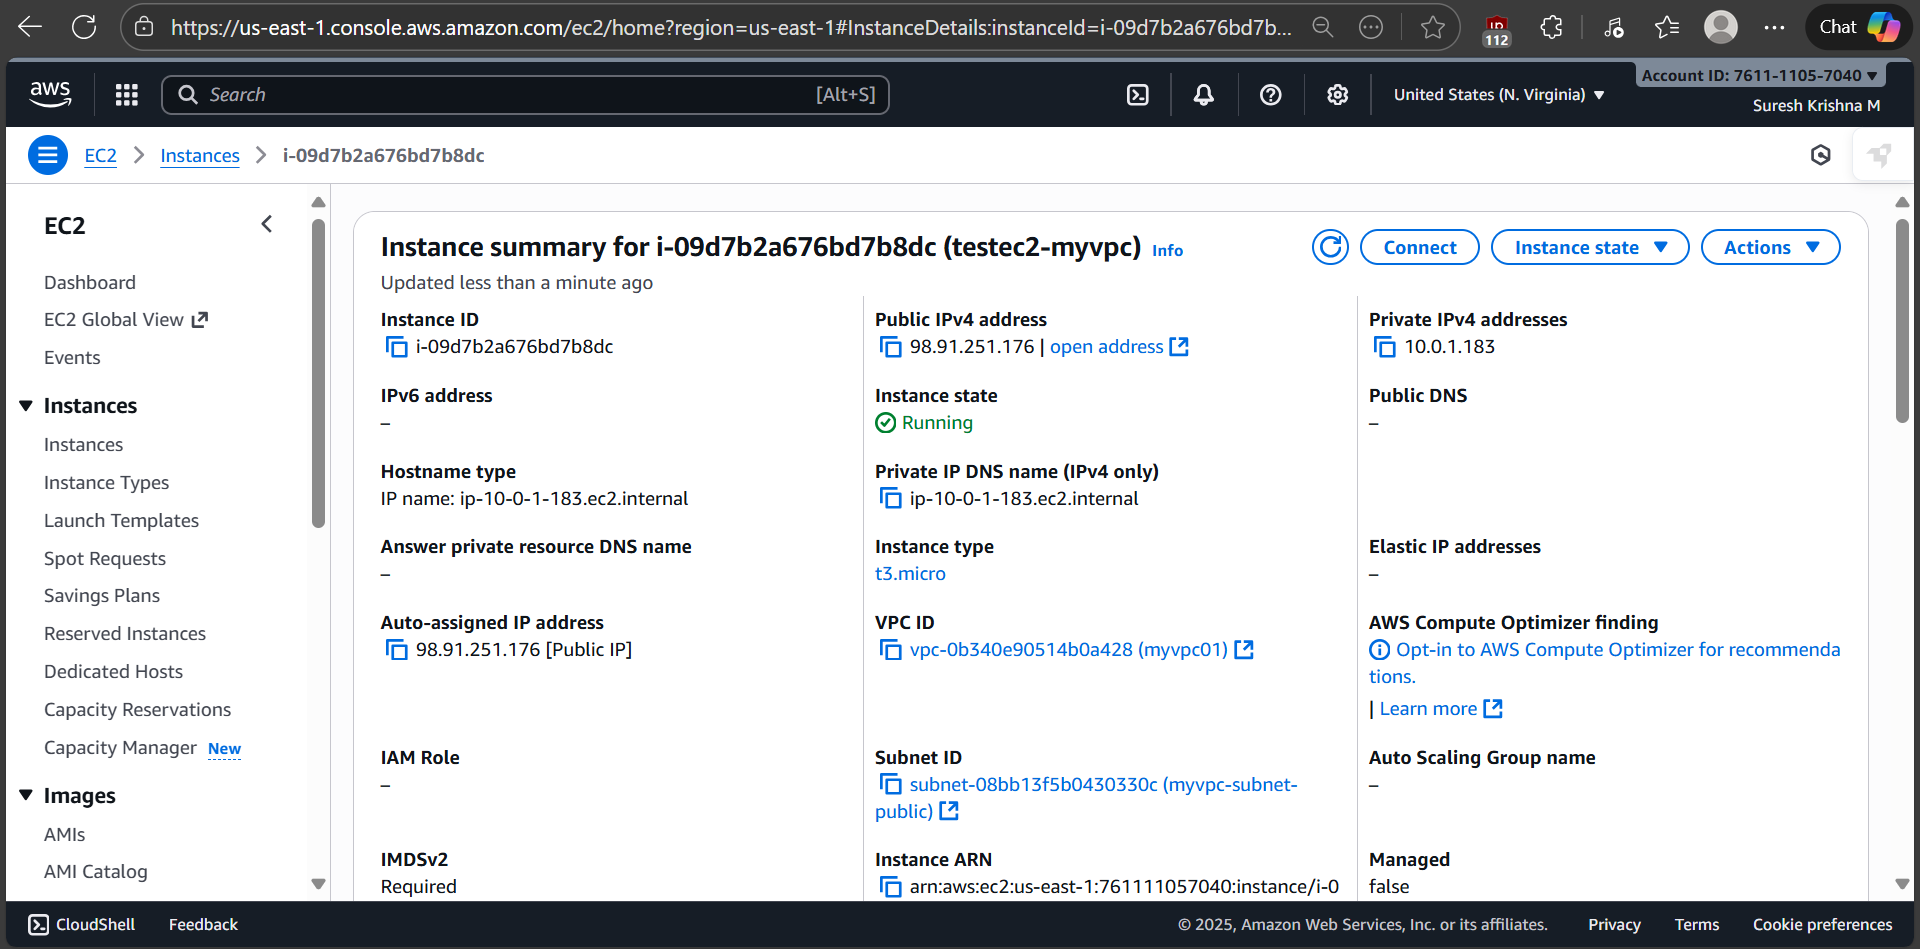 https://us-east-1.console.aws.amazon.com/ec2/home?region=us-east-1#InstanceDetails:instanceId=i-09d7b2a676bd7b...
112
Chat
aws
Search
[Alt+S]
United States (N. Virginia)
Account ID: 7611-1105-7040
Suresh Krishna M
EC2
Instances
i-09d7b2a676bd7b8dc
EC2
Dashboard
EC2 Global View
Events
Instances
Instances
Instance Types
Launch Templates
Spot Requests
Savings Plans
Reserved Instances
Dedicated Hosts
Capacity Reservations
Capacity Manager New
Images
AMIs
AMI Catalog
Instance summary for i-09d7b2a676bd7b8dc (testec2-myvpc) Info
Updated less than a minute ago
Connect
Instance state
Actions
Instance ID
i-09d7b2a676bd7b8dc
Public IPv4 address
98.91.251.176 | open address
Private IPv4 addresses
10.0.1.183
IPv6 address
–
Instance state
Running
Public DNS
–
Hostname type
IP name: ip-10-0-1-183.ec2.internal
Private IP DNS name (IPv4 only)
ip-10-0-1-183.ec2.internal
Answer private resource DNS name
–
Instance type
t3.micro
Elastic IP addresses
–
Auto-assigned IP address
98.91.251.176 [Public IP]
VPC ID
vpc-0b340e90514b0a428 (myvpc01)
AWS Compute Optimizer finding
Opt-in to AWS Compute Optimizer for recommenda
tions.
| Learn more
IAM Role
–
Subnet ID
subnet-08bb13f5b0430330c (myvpc-subnet-
public)
Auto Scaling Group name
–
IMDSv2
Required
Instance ARN
arn:aws:ec2:us-east-1:761111057040:instance/i-0
Managed
false
CloudShell
Feedback
© 2025, Amazon Web Services, Inc. or its affiliates.
Privacy
Terms
Cookie preferences